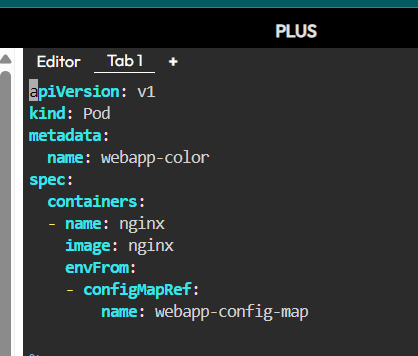 PLUS
Editor Tab 1 +
apiVersion: v1
kind: Pod
metadata:
  name: webapp-color
spec:
  containers:
  - name: nginx
    image: nginx
    envFrom:
    - configMapRef:
        name: webapp-config-map